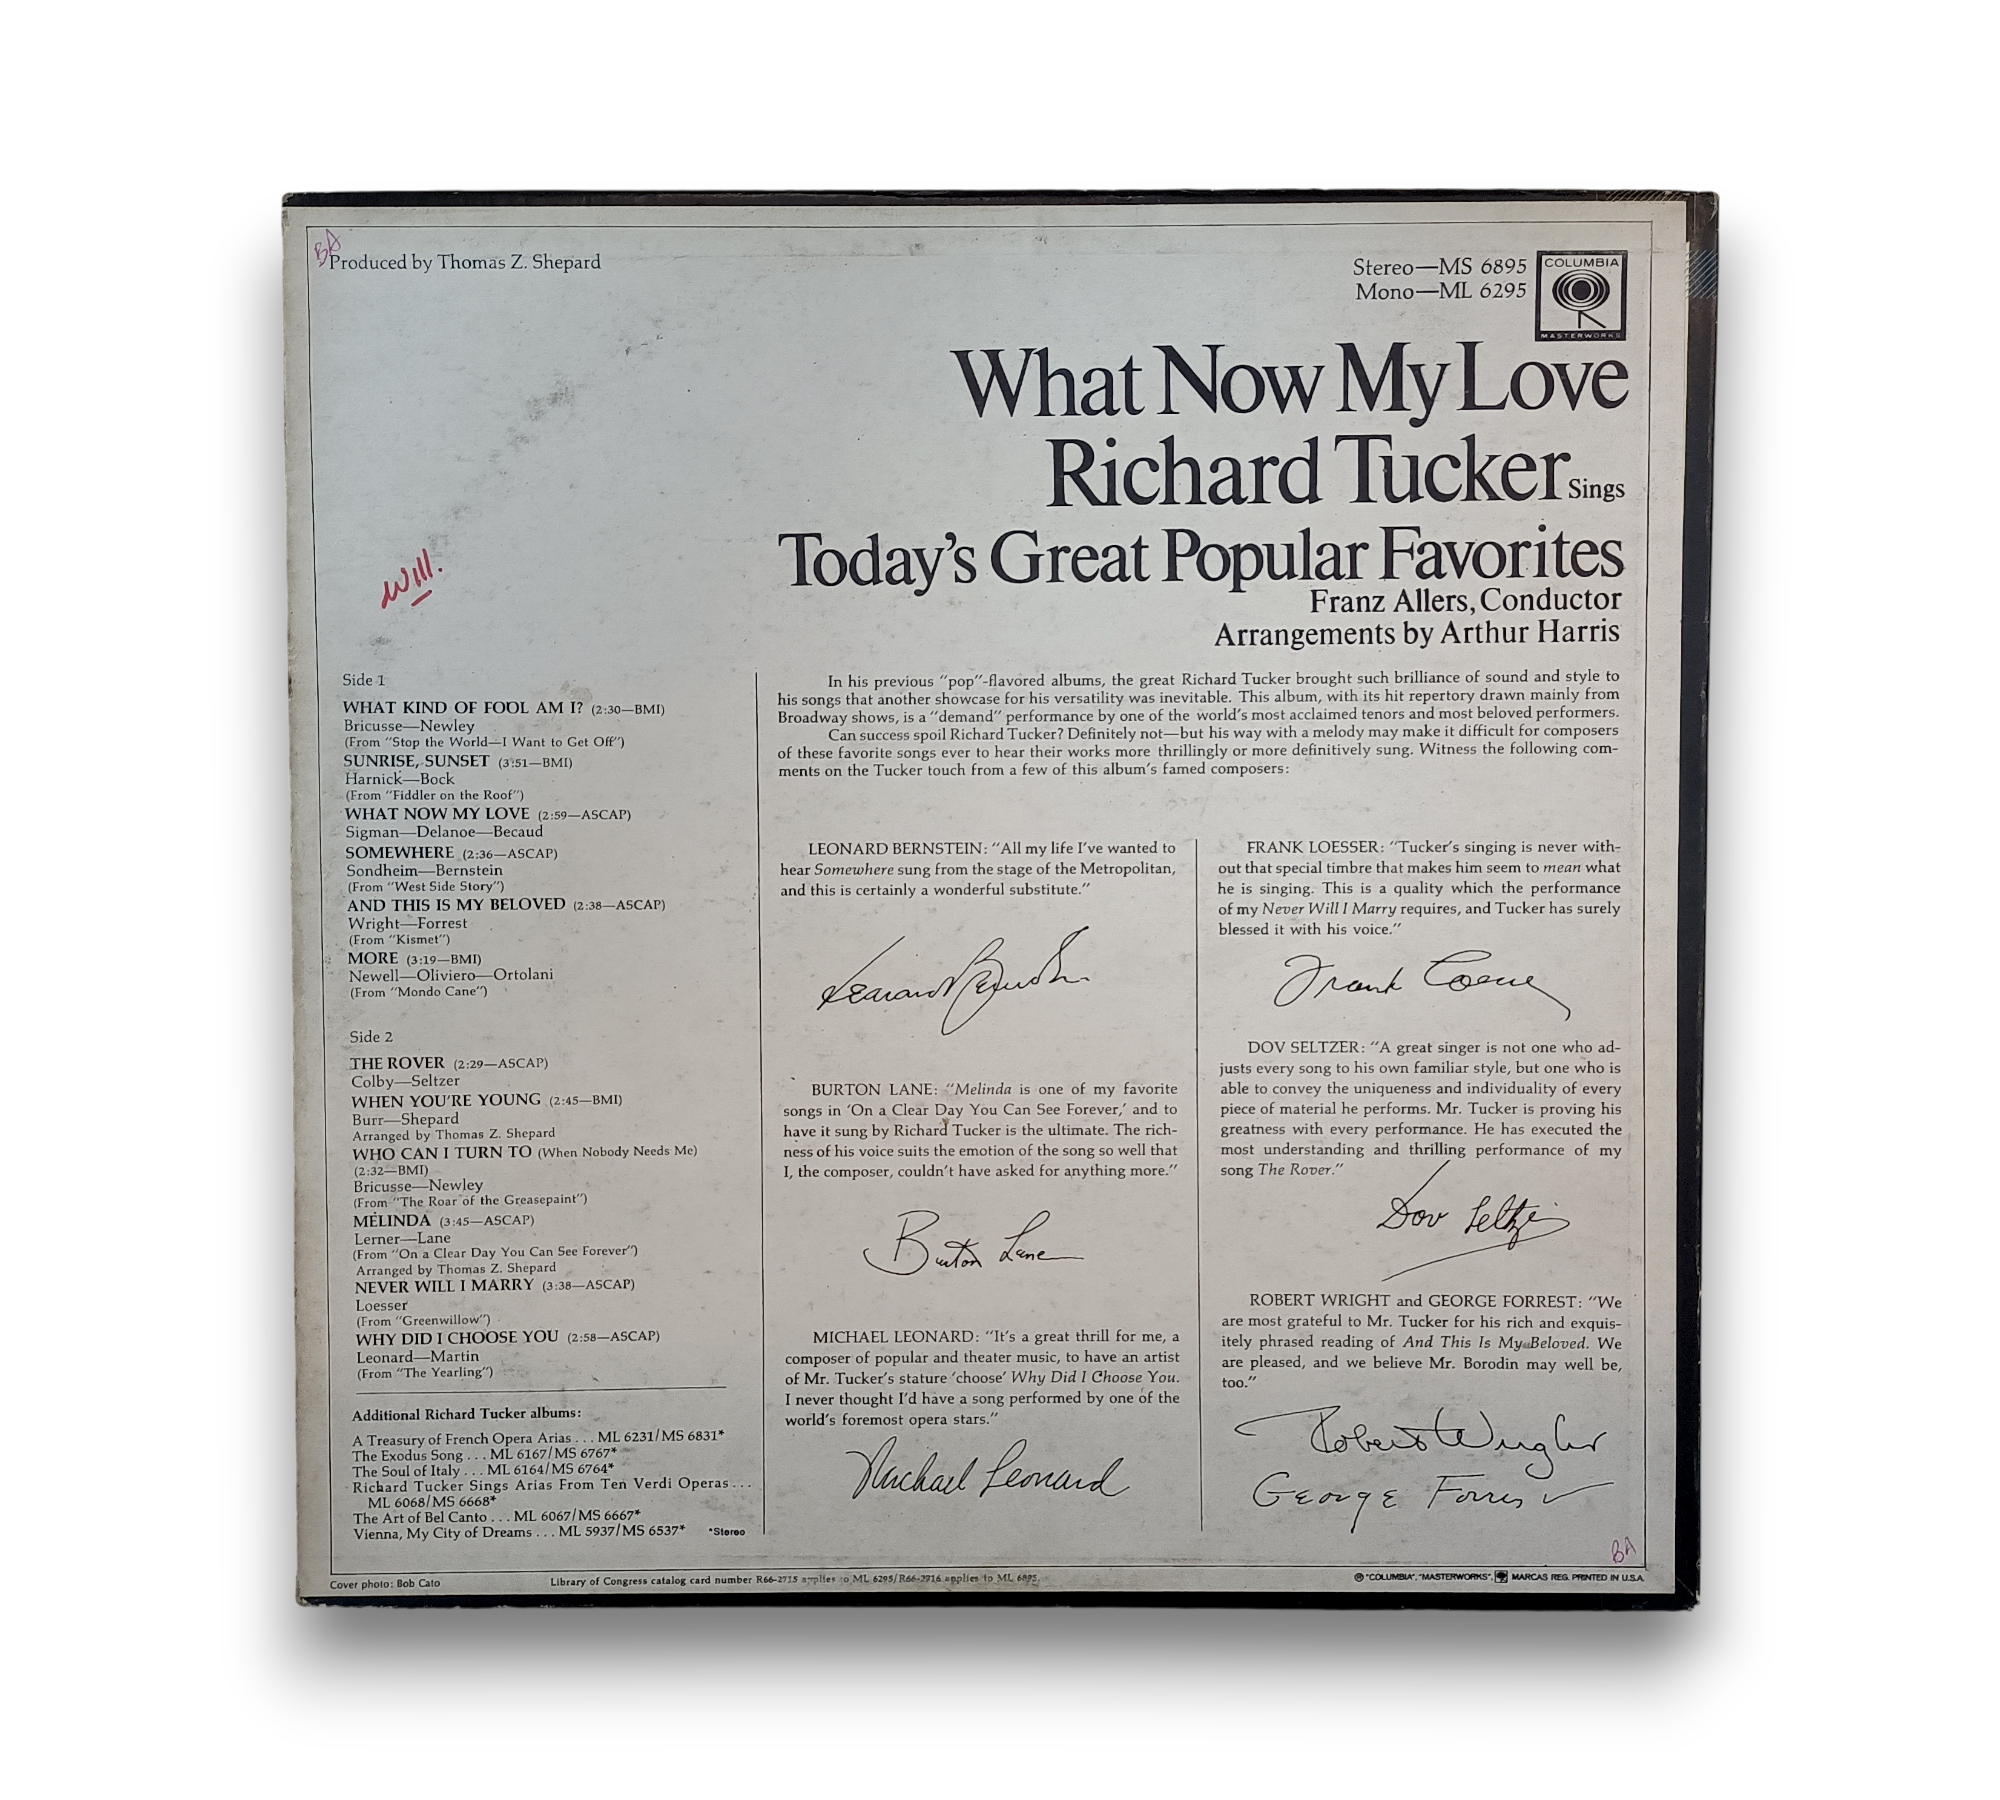 BA
Produced by Thomas Z. Shepard
Stereo—MS 6895
Mono—ML 6295
COLUMBIA
MASTERWORKS
What Now My Love
Richard Tucker Sings
Today's Great Popular Favorites
Franz Allers, Conductor
Arrangements by Arthur Harris
Will.
Side 1
WHAT KIND OF FOOL AM I? (2:30—BMI)
Bricusse—Newley
(From "Stop the World—I Want to Get Off")
SUNRISE, SUNSET (3:51—BMI)
Harnick—Bock
(From "Fiddler on the Roof")
WHAT NOW MY LOVE (2:59—ASCAP)
Sigman—Delanoe—Becaud
SOMEWHERE (2:36—ASCAP)
Sondheim—Bernstein
(From "West Side Story")
AND THIS IS MY BELOVED (2:38—ASCAP)
Wright—Forrest
(From "Kismet")
MORE (3:19—BMI)
Newell—Oliviero—Ortolani
(From "Mondo Cane")
Side 2
THE ROVER (2:29—ASCAP)
Colby—Seltzer
WHEN YOU'RE YOUNG (2:45—BMI)
Burr—Shepard
Arranged by Thomas Z. Shepard
WHO CAN I TURN TO (When Nobody Needs Me)
(2:32—BMI)
Bricusse—Newley
(From "The Roar of the Greasepaint")
MELINDA (3:45—ASCAP)
Lerner—Lane
(From "On a Clear Day You Can See Forever")
Arranged by Thomas Z. Shepard
NEVER WILL I MARRY (3:38—ASCAP)
Loesser
(From "Greenwillow")
WHY DID I CHOOSE YOU (2:58—ASCAP)
Leonard—Martin
(From "The Yearling")
Additional Richard Tucker albums:
A Treasury of French Opera Arias . . . ML 6231/MS 6831*
The Exodus Song . . . ML 6167/MS 6767*
The Soul of Italy . . . ML 6164/MS 6764*
Richard Tucker Sings Arias From Ten Verdi Operas . . .
ML 6068/MS 6668*
The Art of Bel Canto . . . ML 6067/MS 6667*
Vienna, My City of Dreams . . . ML 5937/MS 6537* *Stereo
In his previous "pop"-flavored albums, the great Richard Tucker brought such brilliance of sound and style to
his songs that another showcase for his versatility was inevitable. This album, with its hit repertory drawn mainly from
Broadway shows, is a "demand" performance by one of the world's most acclaimed tenors and most beloved performers.
Can success spoil Richard Tucker? Definitely not—but his way with a melody may make it difficult for composers
of these favorite songs ever to hear their works more thrillingly or more definitively sung. Witness the following com-
ments on the Tucker touch from a few of this album's famed composers:
LEONARD BERNSTEIN: "All my life I've wanted to
hear Somewhere sung from the stage of the Metropolitan,
and this is certainly a wonderful substitute."
Leonard Bernstein
BURTON LANE: "Melinda is one of my favorite
songs in 'On a Clear Day You Can See Forever,' and to
have it sung by Richard Tucker is the ultimate. The rich-
ness of his voice suits the emotion of the song so well that
I, the composer, couldn't have asked for anything more."
Burton Lane
MICHAEL LEONARD: "It's a great thrill for me, a
composer of popular and theater music, to have an artist
of Mr. Tucker's stature 'choose' Why Did I Choose You.
I never thought I'd have a song performed by one of the
world's foremost opera stars."
Michael Leonard
FRANK LOESSER: "Tucker's singing is never with-
out that special timbre that makes him seem to mean what
he is singing. This is a quality which the performance
of my Never Will I Marry requires, and Tucker has surely
blessed it with his voice."
Frank Loesser
DOV SELTZER: "A great singer is not one who ad-
justs every song to his own familiar style, but one who is
able to convey the uniqueness and individuality of every
piece of material he performs. Mr. Tucker is proving his
greatness with every performance. He has executed the
most understanding and thrilling performance of my
song The Rover."
Dov Seltzer
ROBERT WRIGHT and GEORGE FORREST: "We
are most grateful to Mr. Tucker for his rich and exquis-
itely phrased reading of And This Is My Beloved. We
are pleased, and we believe Mr. Borodin may well be,
too."
Robert Wright
George Forrest
BA
Cover photo: Bob Cato
Library of Congress catalog card number R66-2715 applies to ML 6295/R66-2716 applies to ML 6895.
® "COLUMBIA", "MASTERWORKS", MARCAS REG. PRINTED IN U.S.A.